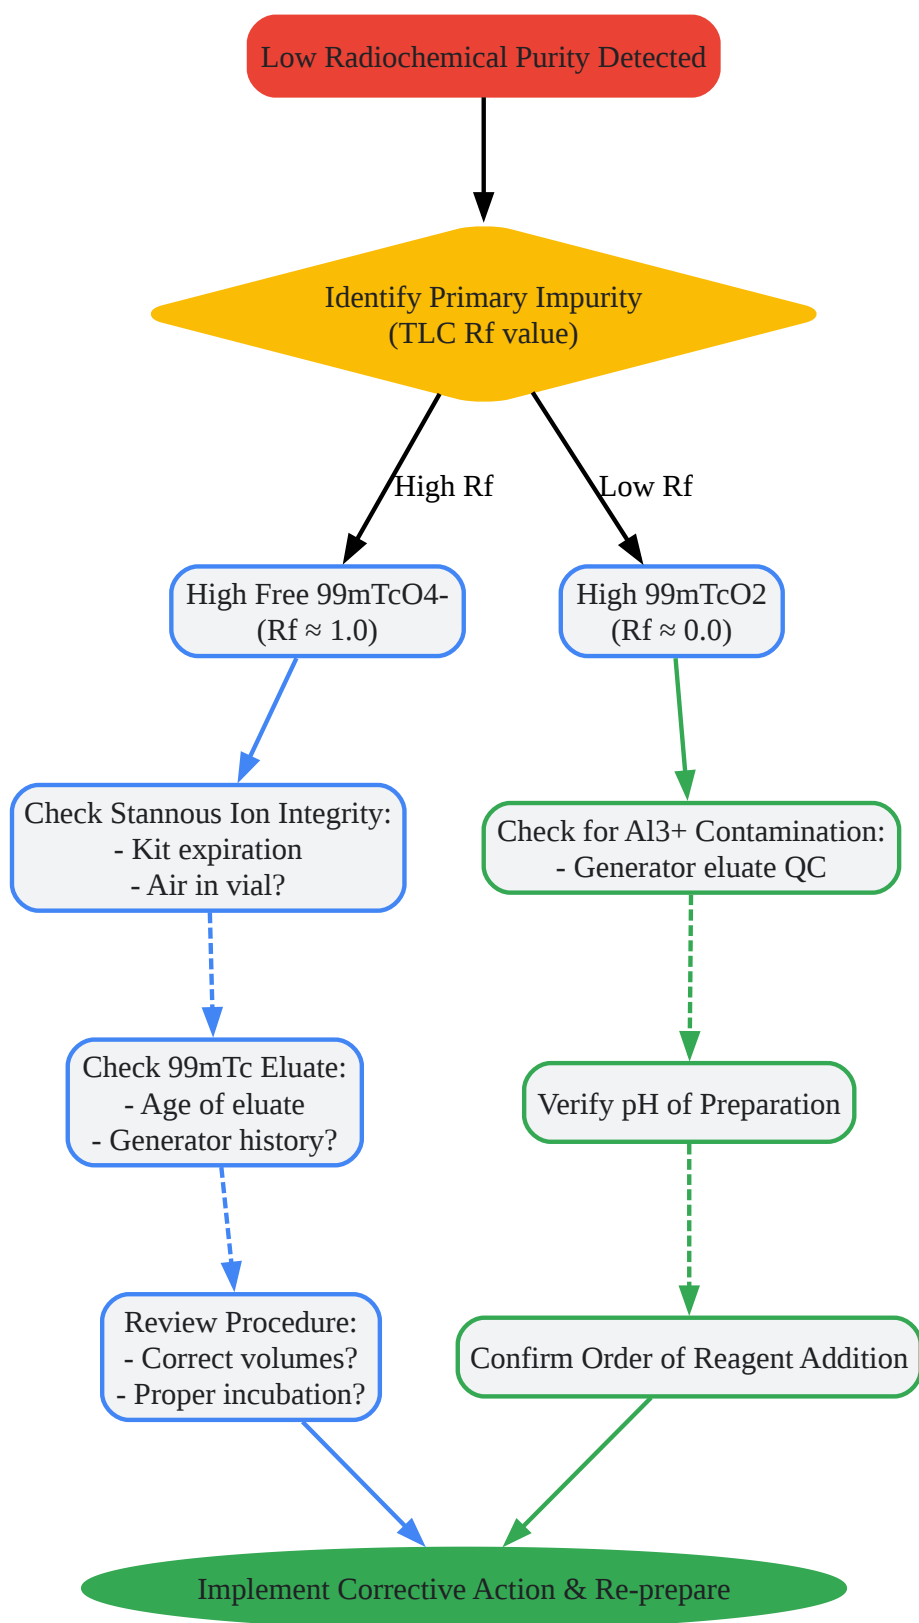 Low Radiochemical Purity Detected
Identify Primary Impurity
(TLC Rf value)
High Rf
Low Rf
High Free 99mTcO4-
(Rf ≈ 1.0)
High 99mTcO2
(Rf ≈ 0.0)
Check Stannous Ion Integrity:
- Kit expiration
- Air in vial?
Check for Al3+ Contamination:
- Generator eluate QC
Check 99mTc Eluate:
- Age of eluate
- Generator history?
Verify pH of Preparation
Review Procedure:
- Correct volumes?
- Proper incubation?
Confirm Order of Reagent Addition
Implement Corrective Action & Re-prepare